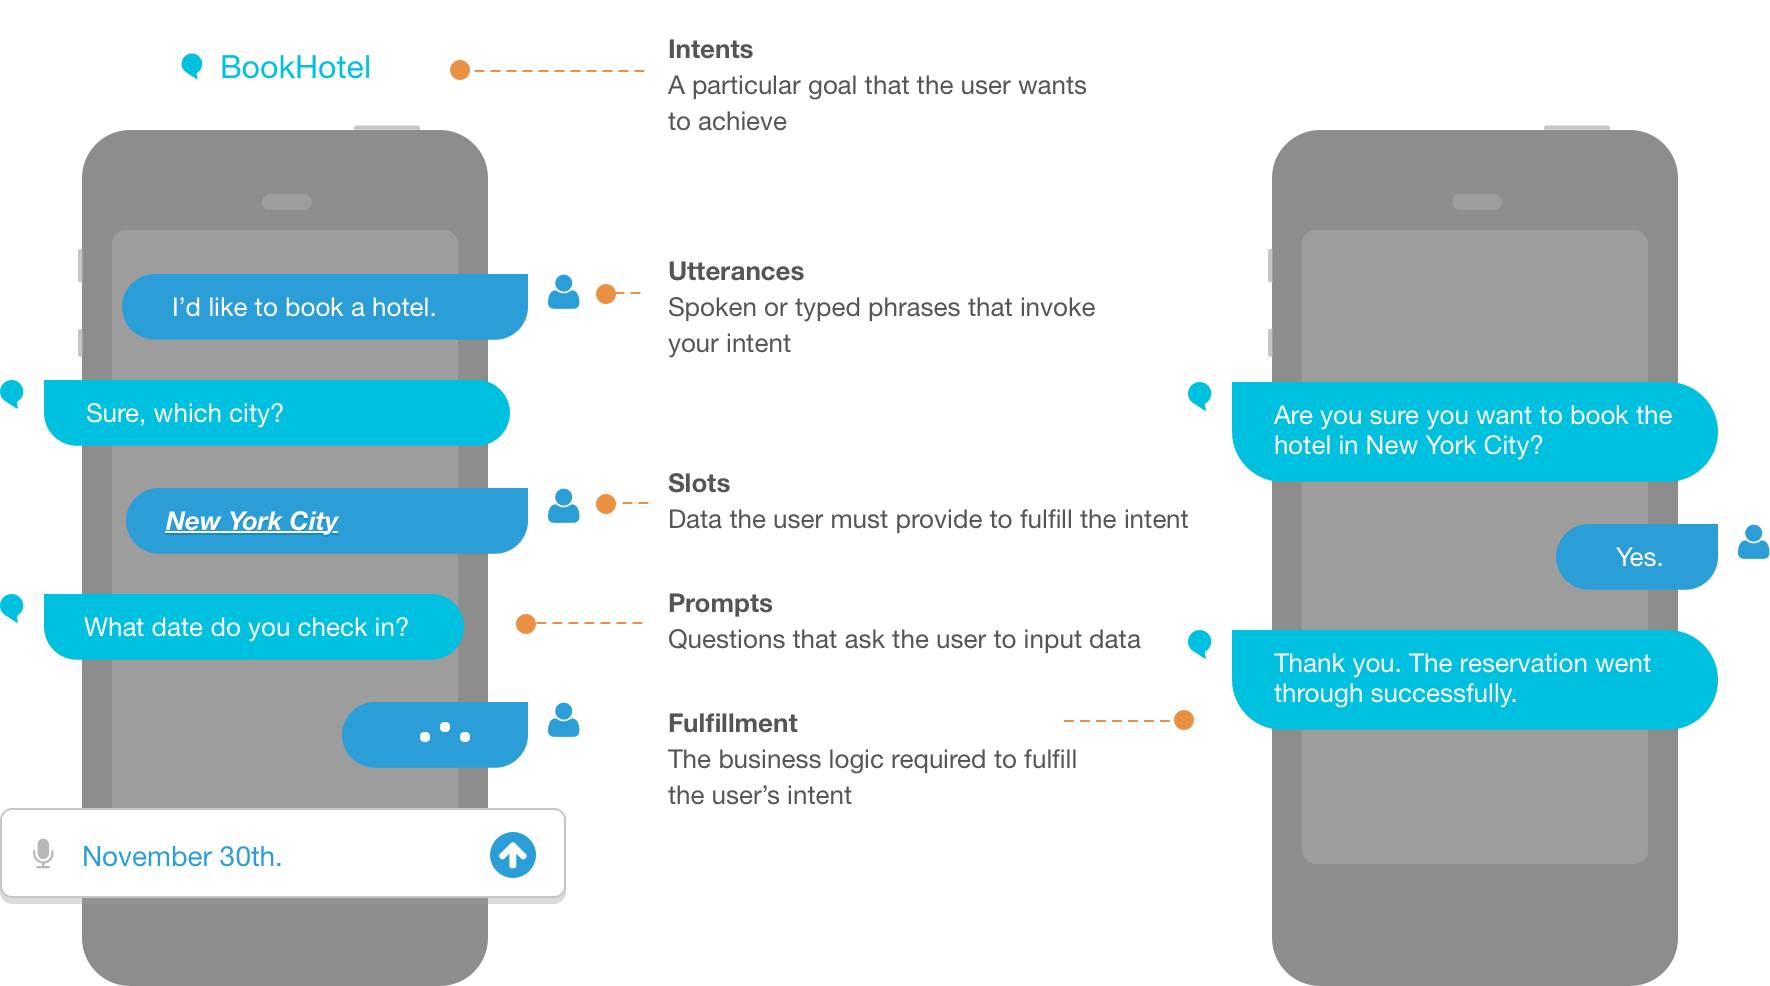 BookHotel
I’d like to book a hotel.
Sure, which city?
New York City
What date do you check in?
November 30th.
Intents
A particular goal that the user wants
to achieve
Utterances
Spoken or typed phrases that invoke
your intent
Slots
Data the user must provide to fulfill the intent
Prompts
Questions that ask the user to input data
Fulfillment
The business logic required to fulfill
the user’s intent
Are you sure you want to book the
hotel in New York City?
Yes.
Thank you. The reservation went
through successfully.